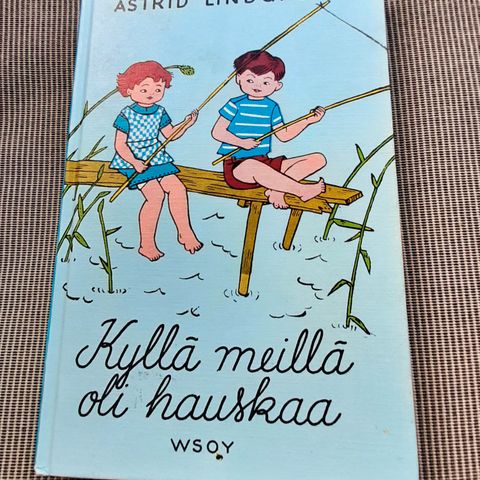 ASTRID
Kyllä meillä
oli hauskaa
WSOY